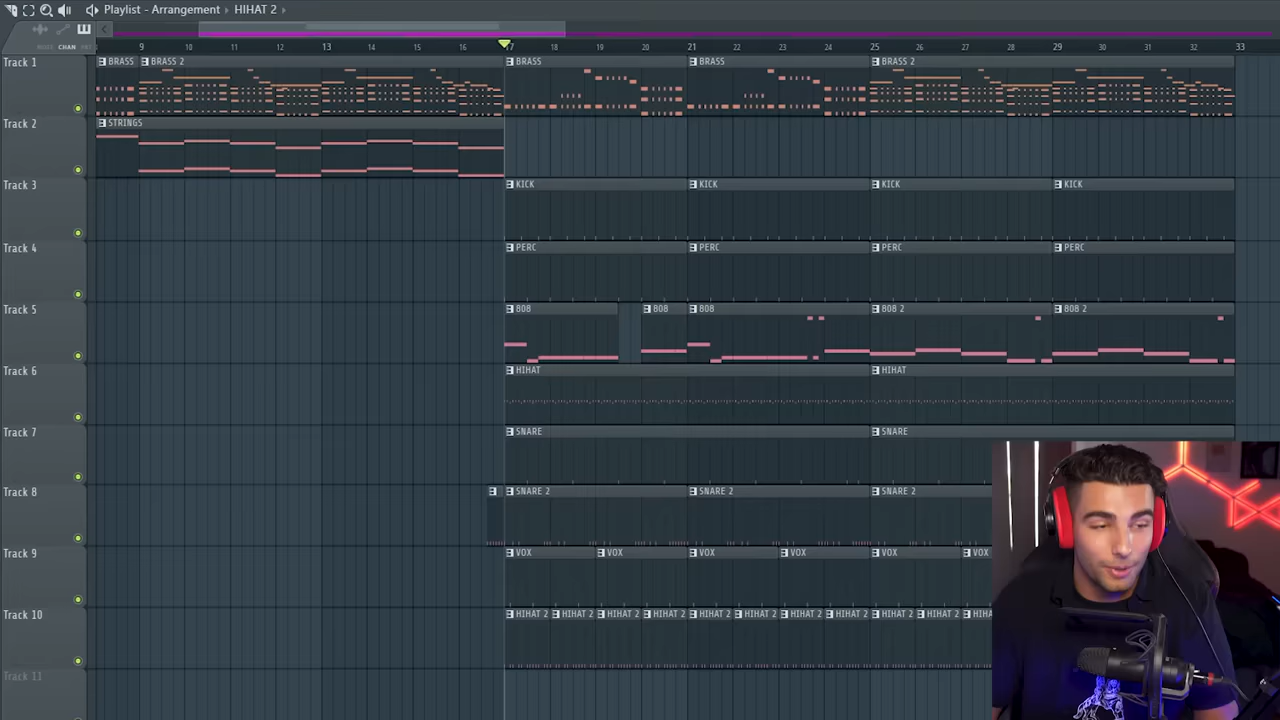 Playlist - Arrangement › HIHAT 2 ›
CHAN
9 10 11 12 13 14 15 16 17 18 19 20 21 22 23 24 25 26 27 28 29 30 31 32 33
Track 1 BRASS BRASS 2 BRASS BRASS BRASS 2
Track 2 STRINGS
Track 3 KICK KICK KICK KICK
Track 4 PERC PERC PERC PERC
Track 5 808 808 808 808 2 808 2
Track 6 HIHAT HIHAT
Track 7 SNARE SNARE
Track 8 SNARE 2 SNARE 2 SNARE 2
Track 9 VOX VOX VOX VOX VOX VOX
Track 10 HIHAT 2 HIHAT 2 HIHAT 2 HIHAT 2 HIHAT 2 HIHAT 2 HIHAT 2 HIHAT 2 HIHAT 2 HIHAT 2 HIH
Track 11